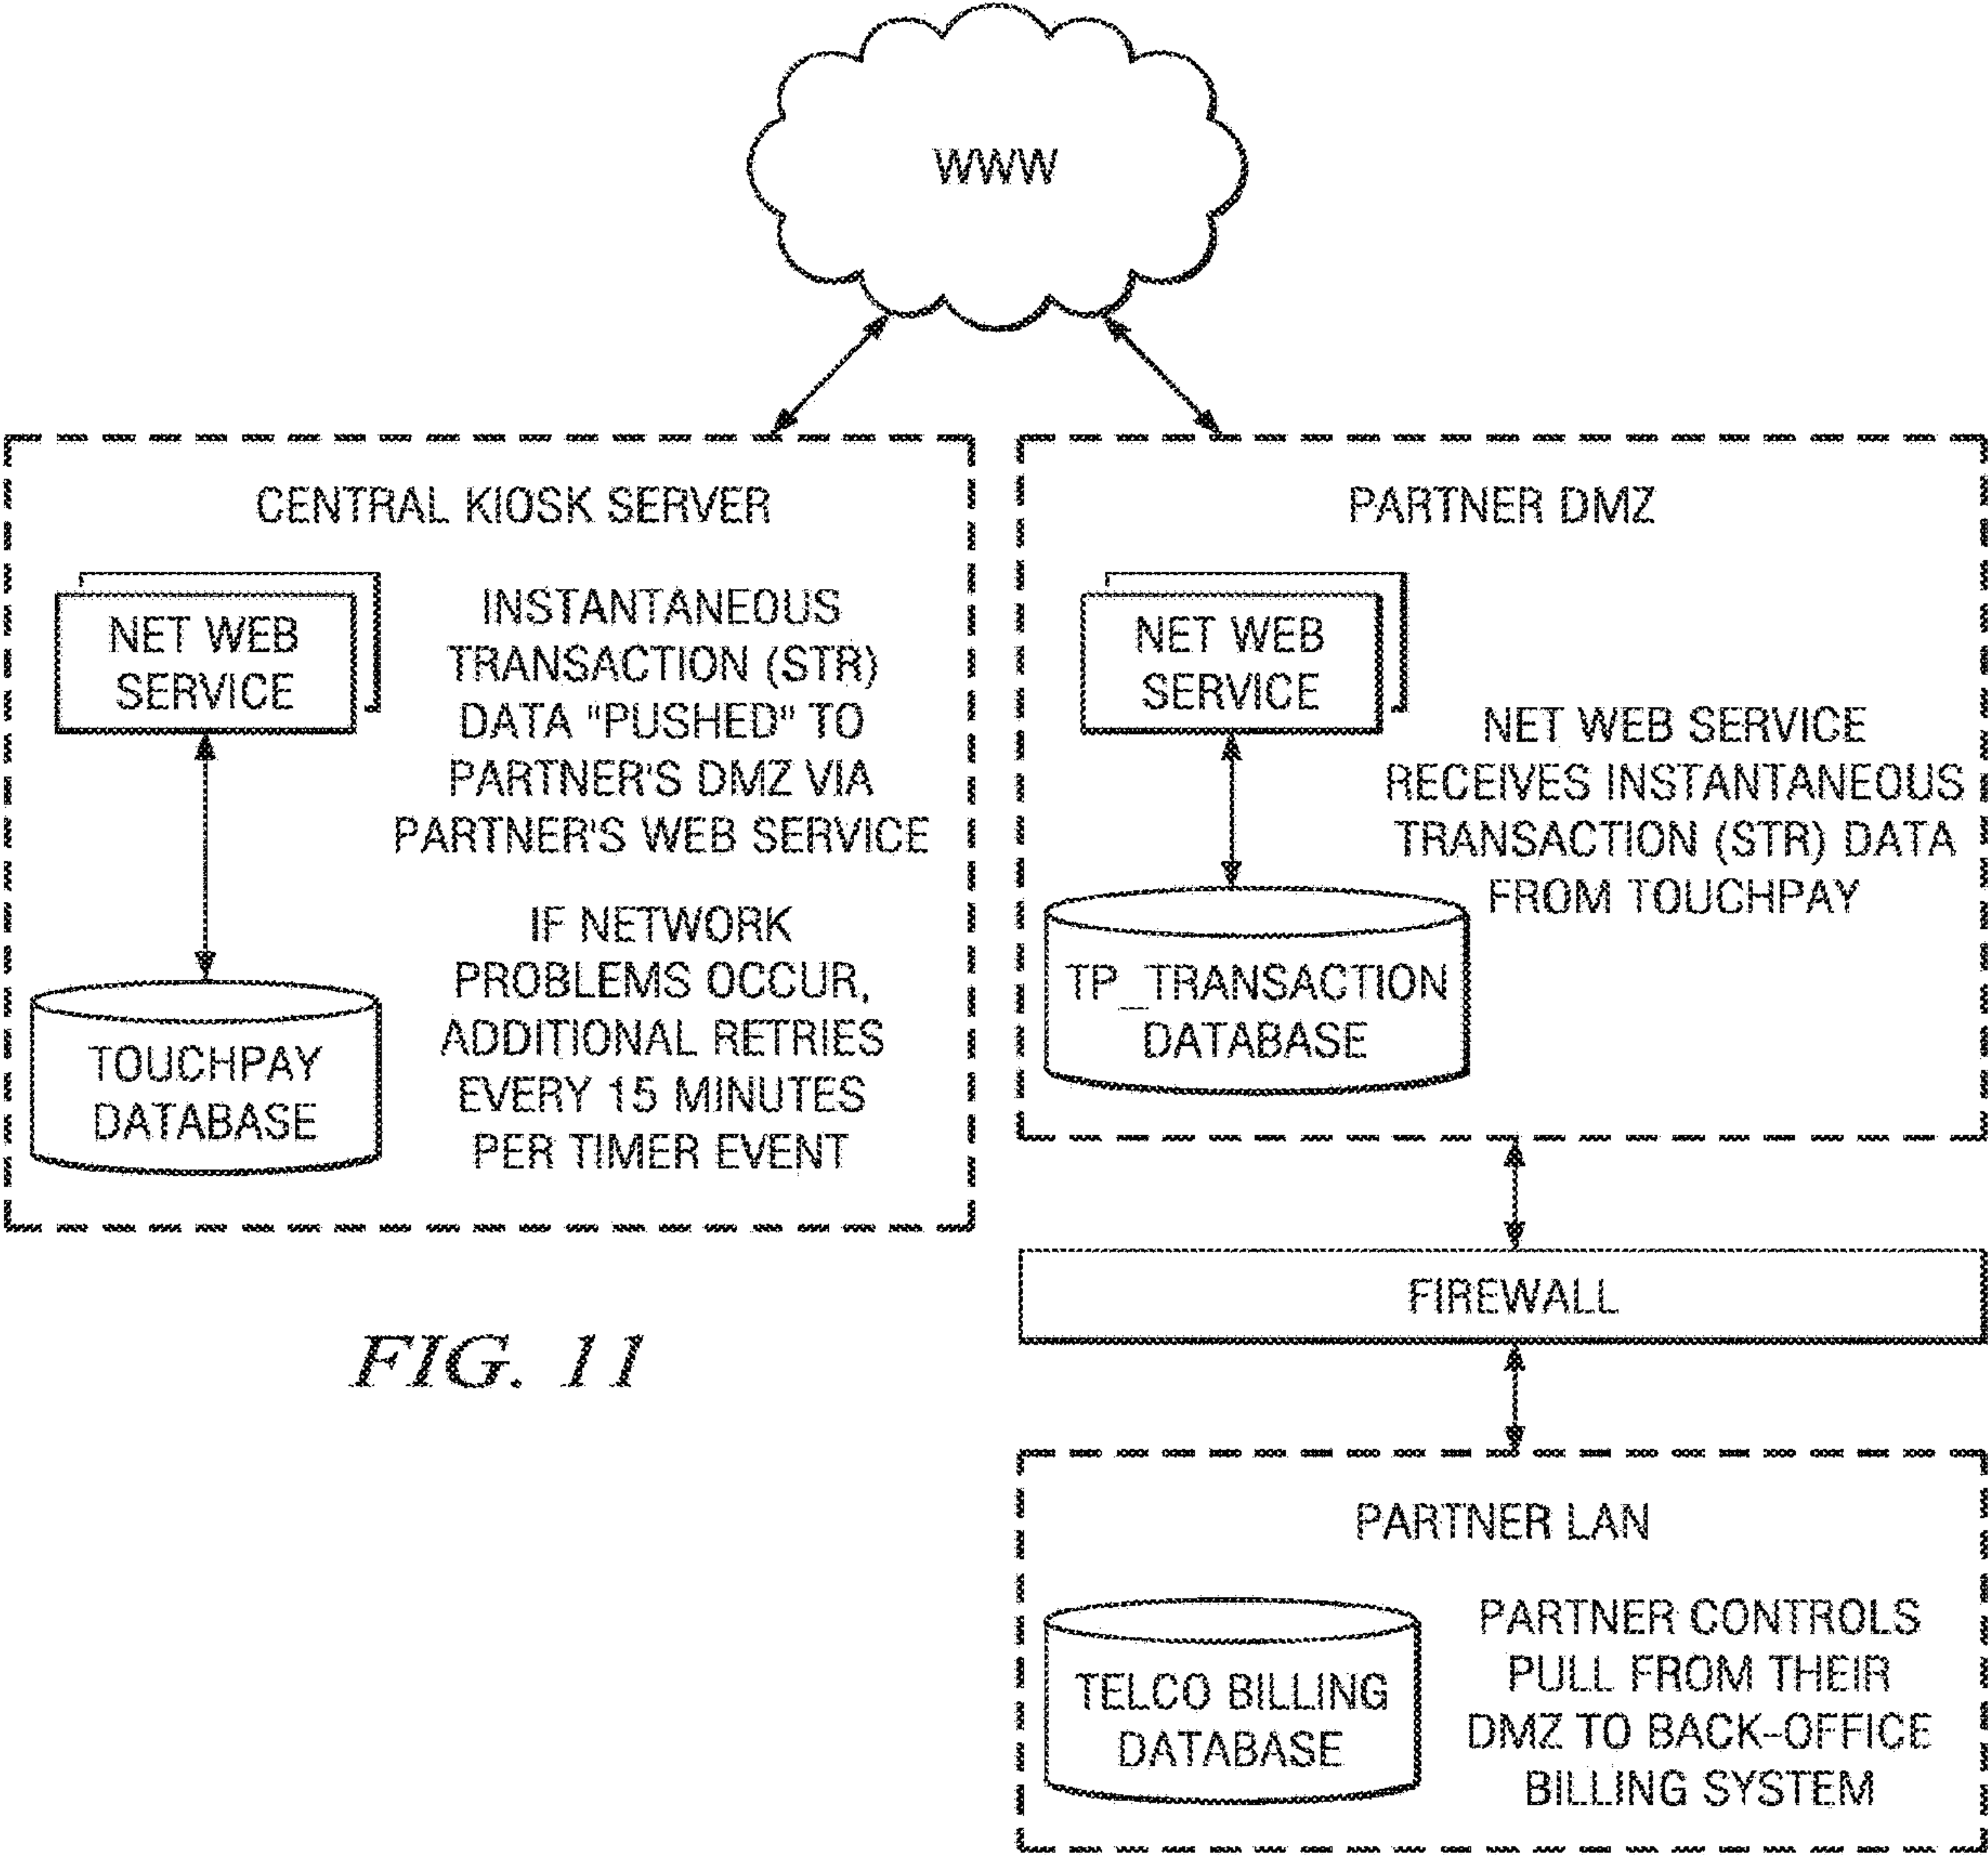 WWW
CENTRAL KIOSK SERVER
NET WEB
SERVICE
INSTANTANEOUS
TRANSACTION (STR)
DATA "PUSHED" TO
PARTNER'S DMZ VIA
PARTNER'S WEB SERVICE
IF NETWORK
PROBLEMS OCCUR,
ADDITIONAL RETRIES
EVERY 15 MINUTES
PER TIMER EVENT
TOUCHPAY
DATABASE
PARTNER DMZ
NET WEB
SERVICE
NET WEB SERVICE
RECEIVES INSTANTANEOUS
TRANSACTION (STR) DATA
FROM TOUCHPAY
TP_TRANSACTION
DATABASE
FIREWALL
PARTNER LAN
TELCO BILLING
DATABASE
PARTNER CONTROLS
PULL FROM THEIR
DMZ TO BACK-OFFICE
BILLING SYSTEM
FIG. 11